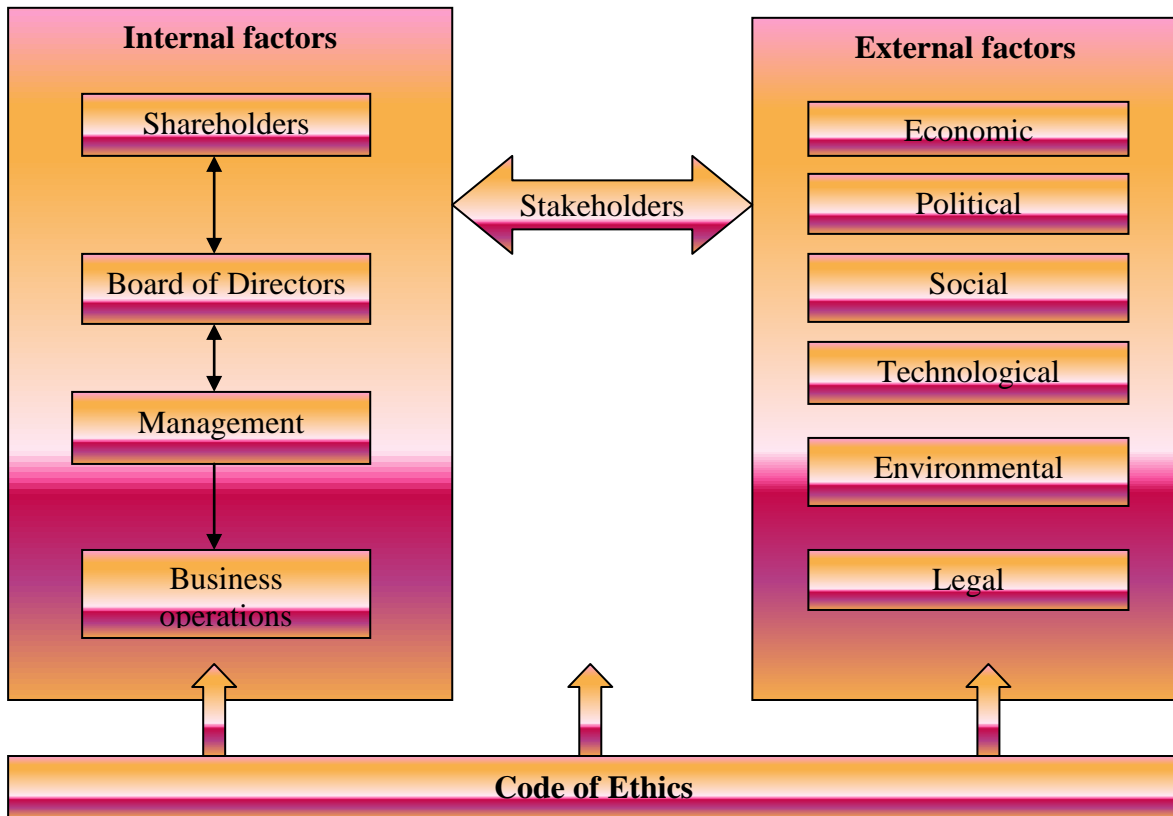 Internal factors
Shareholders
Board of Directors
Management
Business
operations
Stakeholders
External factors
Economic
Political
Social
Technological
Environmental
Legal
Code of Ethics